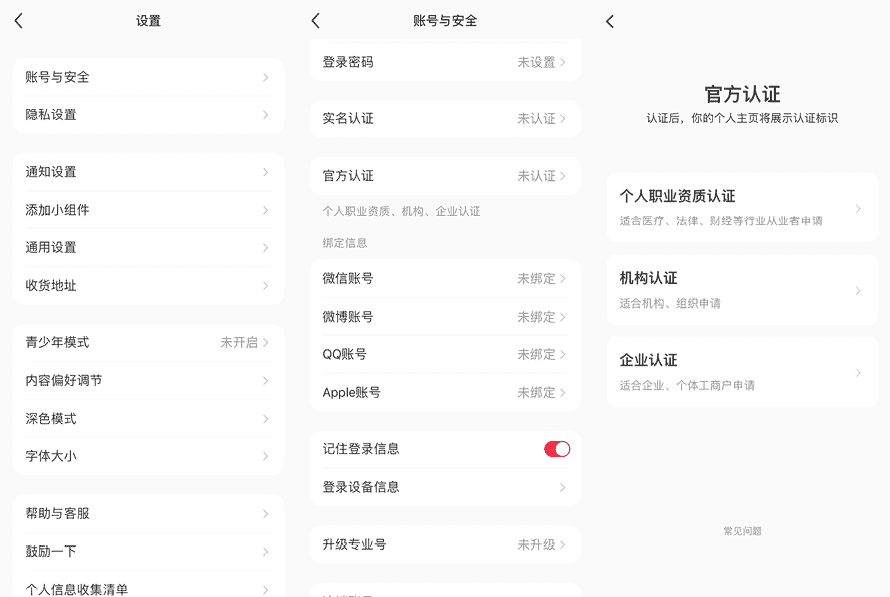 设置
账号与安全
隐私设置
通知设置
添加小组件
通用设置
收货地址
青少年模式 未开启
内容偏好调节
深色模式
字体大小
帮助与客服
鼓励一下
个人信息收集清单
账号与安全
登录密码 未设置
实名认证 未认证
官方认证 未认证
个人职业资质、机构、企业认证
绑定信息
微信账号 未绑定
微博账号 未绑定
QQ账号 未绑定
Apple账号 未绑定
记住登录信息
登录设备信息
升级专业号 未升级
官方认证
认证后，你的个人主页将展示认证标识
个人职业资质认证
适合医疗、法律、财经等行业从业者申请
机构认证
适合机构、组织申请
企业认证
适合企业、个体工商户申请
常见问题